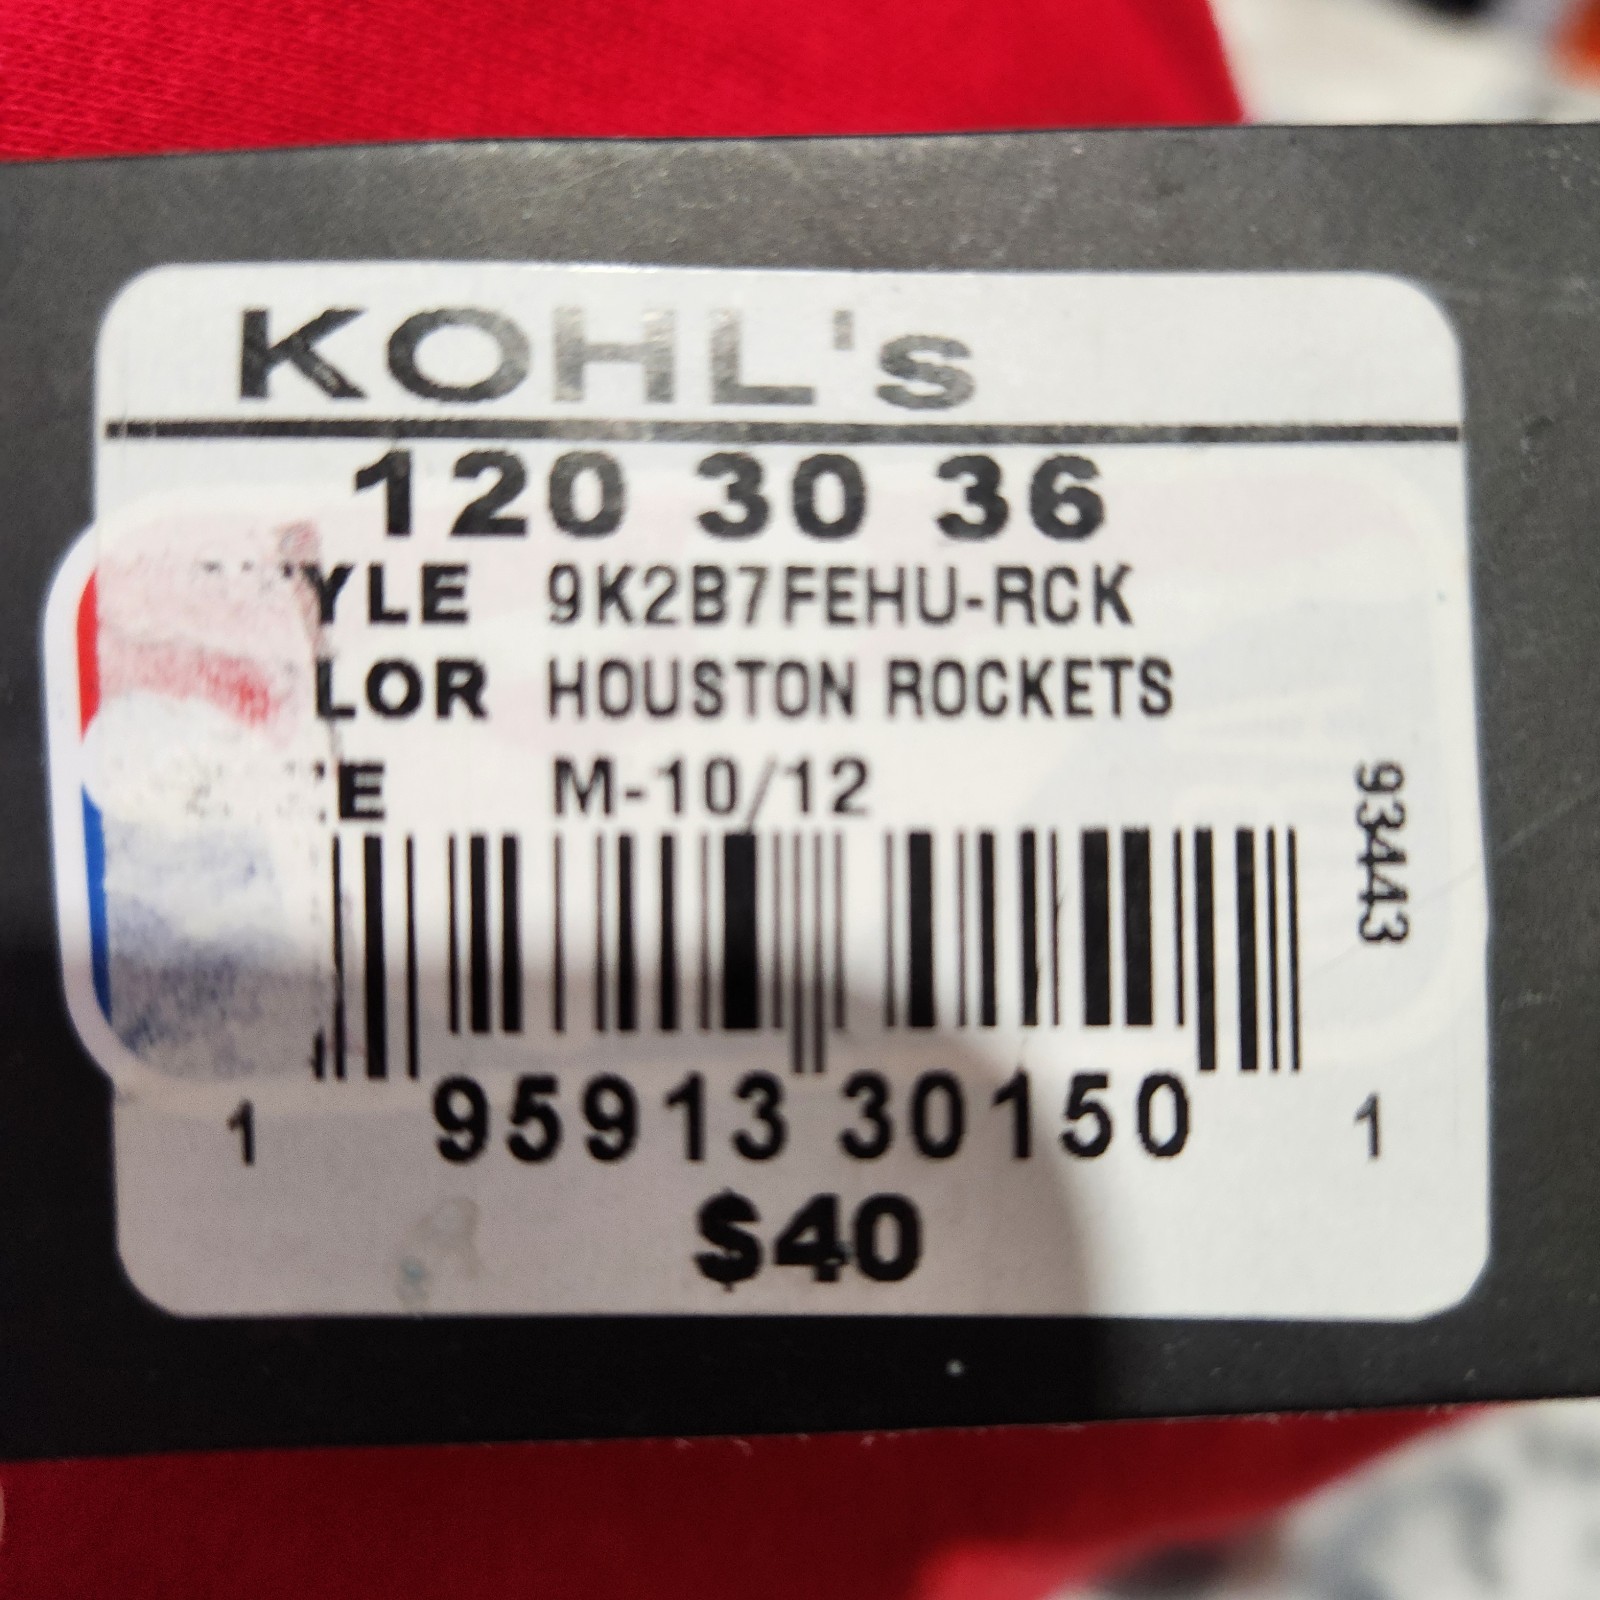 KOHL's
120 30 36
YLE 9K2B7FEHU-RCK
LOR HOUSTON ROCKETS
E M-10/12
93443
1 95913 30150 1
$40